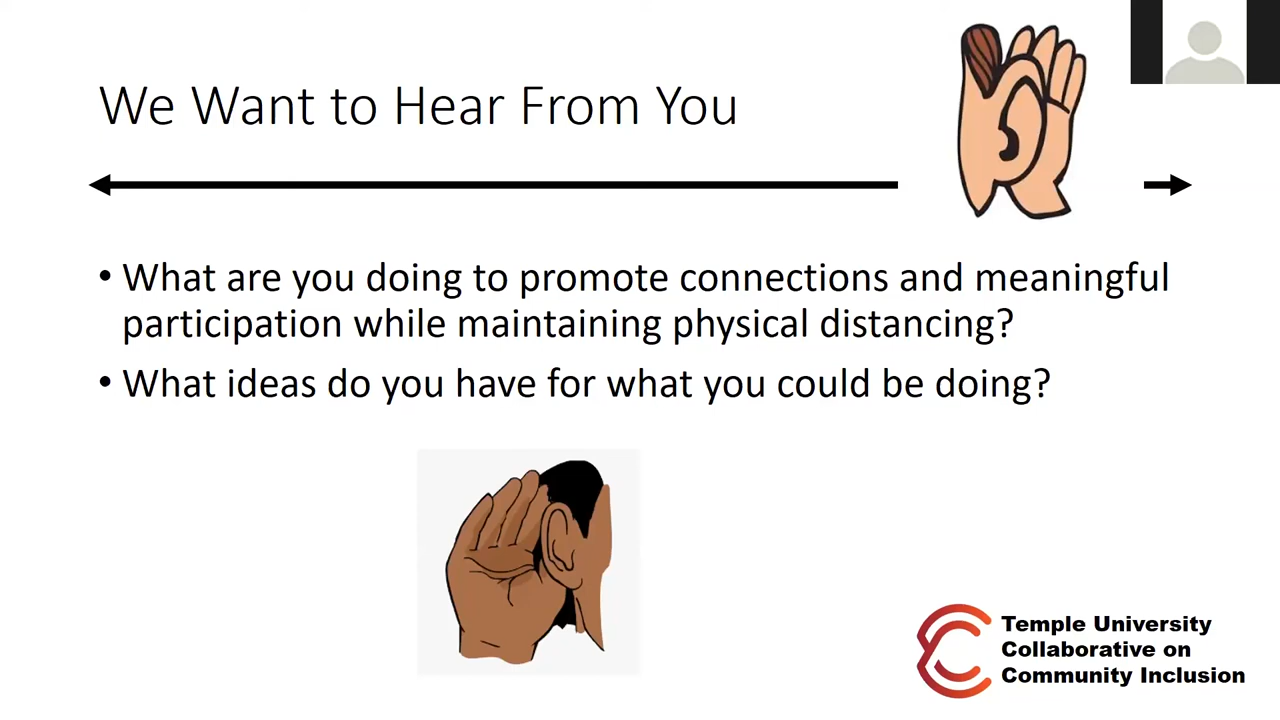 We Want to Hear From You
• What are you doing to promote connections and meaningful
participation while maintaining physical distancing?
• What ideas do you have for what you could be doing?
Temple University
Collaborative on
Community Inclusion